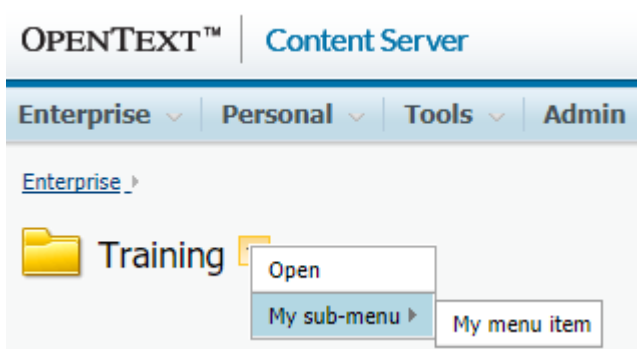 OPENTEXT™ Content Server
Enterprise Personal Tools Admin
Enterprise
Training
Open
My sub-menu My menu item